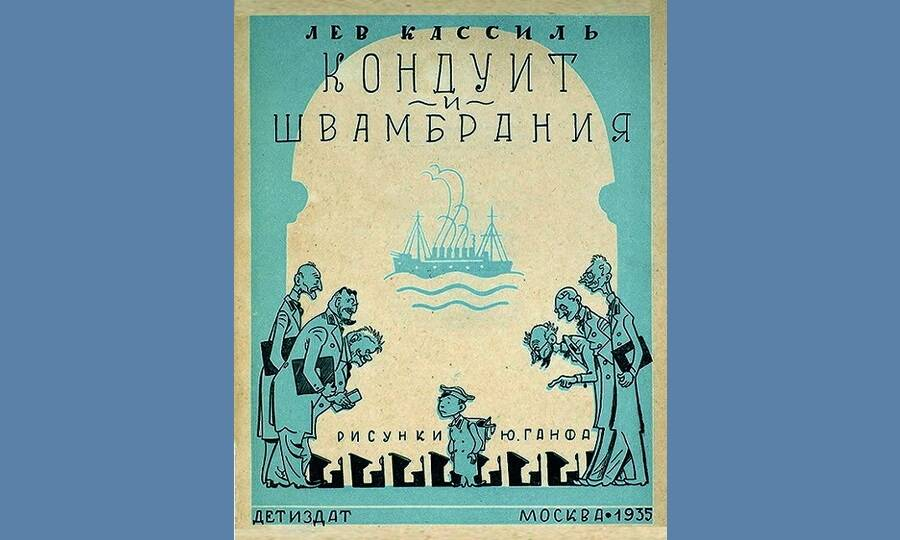 ЛЕВ КАССИЛЬ
КОНДУИТ
~И~
ШВАМБРАНИЯ
РИСУНКИ Ю. ГАНФА
ДЕТИЗДАТ МОСКВА•1935